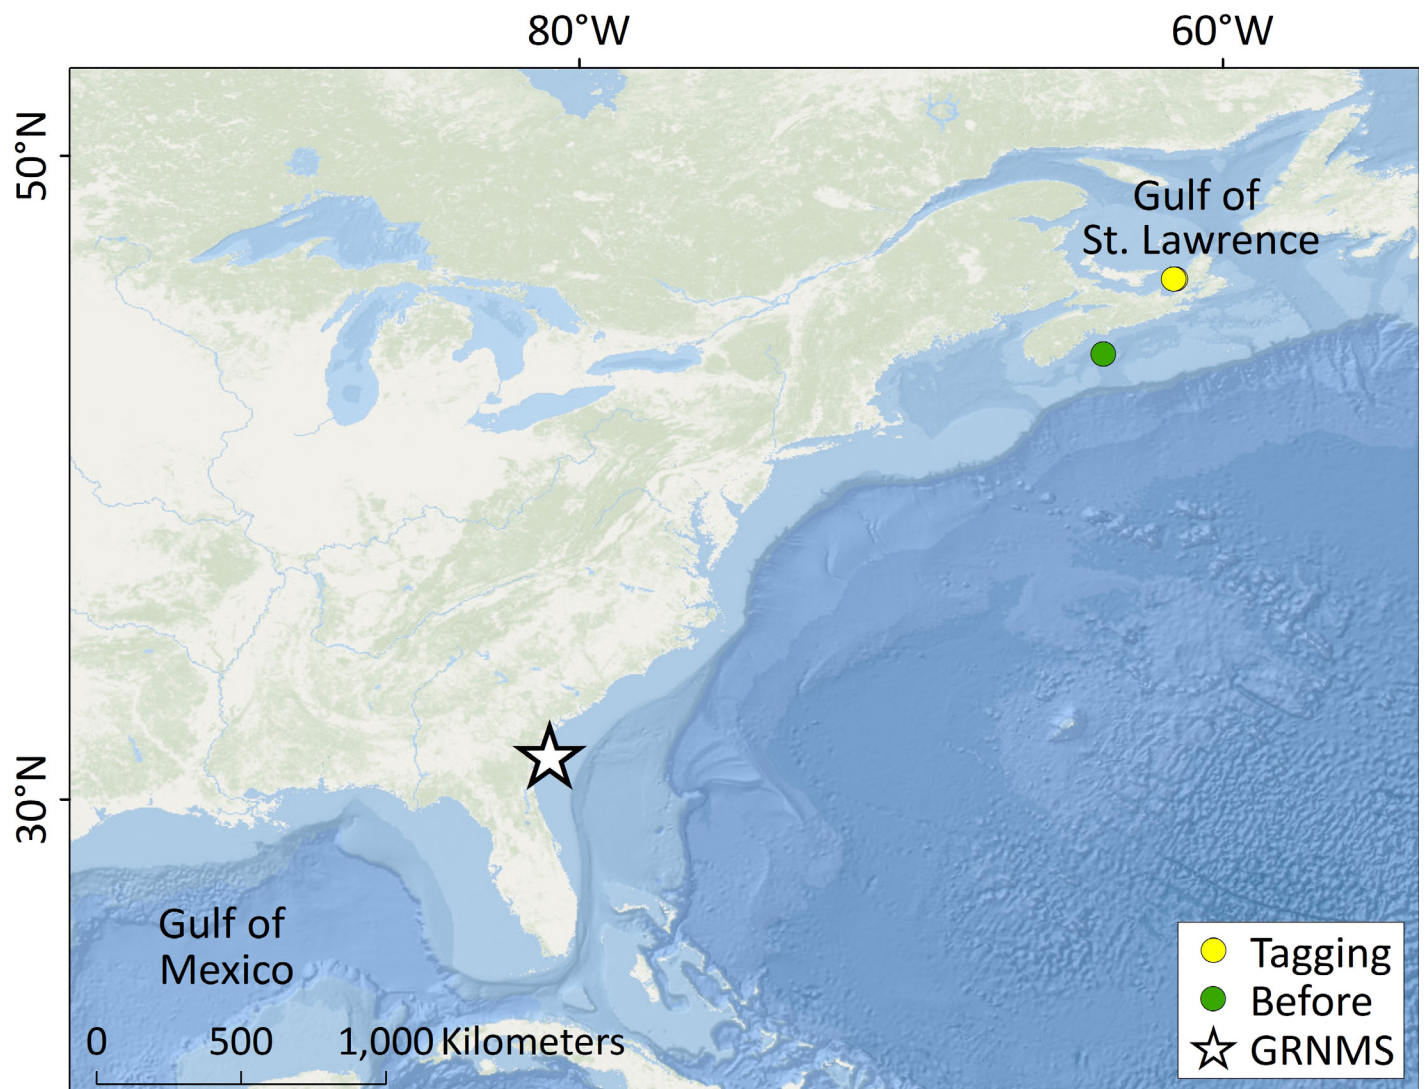 80°W
60°W
50°N
30°N
Gulf of
St. Lawrence
Gulf of
Mexico
0 500 1,000 Kilometers
Tagging
Before
GRNMS